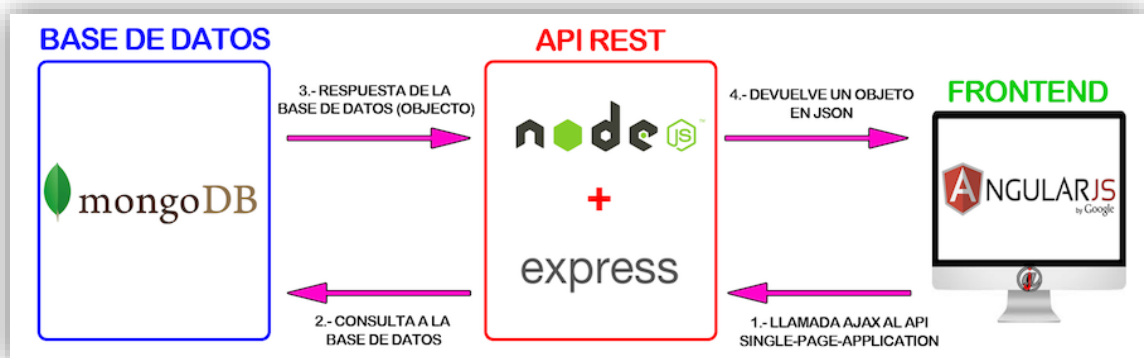 BASE DE DATOS
mongoDB
3.- RESPUESTA DE LA
BASE DE DATOS (OBJECTO)
2.- CONSULTA A LA
BASE DE DATOS
API REST
node JS
+
express
4.- DEVUELVE UN OBJETO
EN JSON
1.- LLAMADA AJAX AL API
SINGLE-PAGE-APPLICATION
FRONTEND
ANGULARJS
by Google